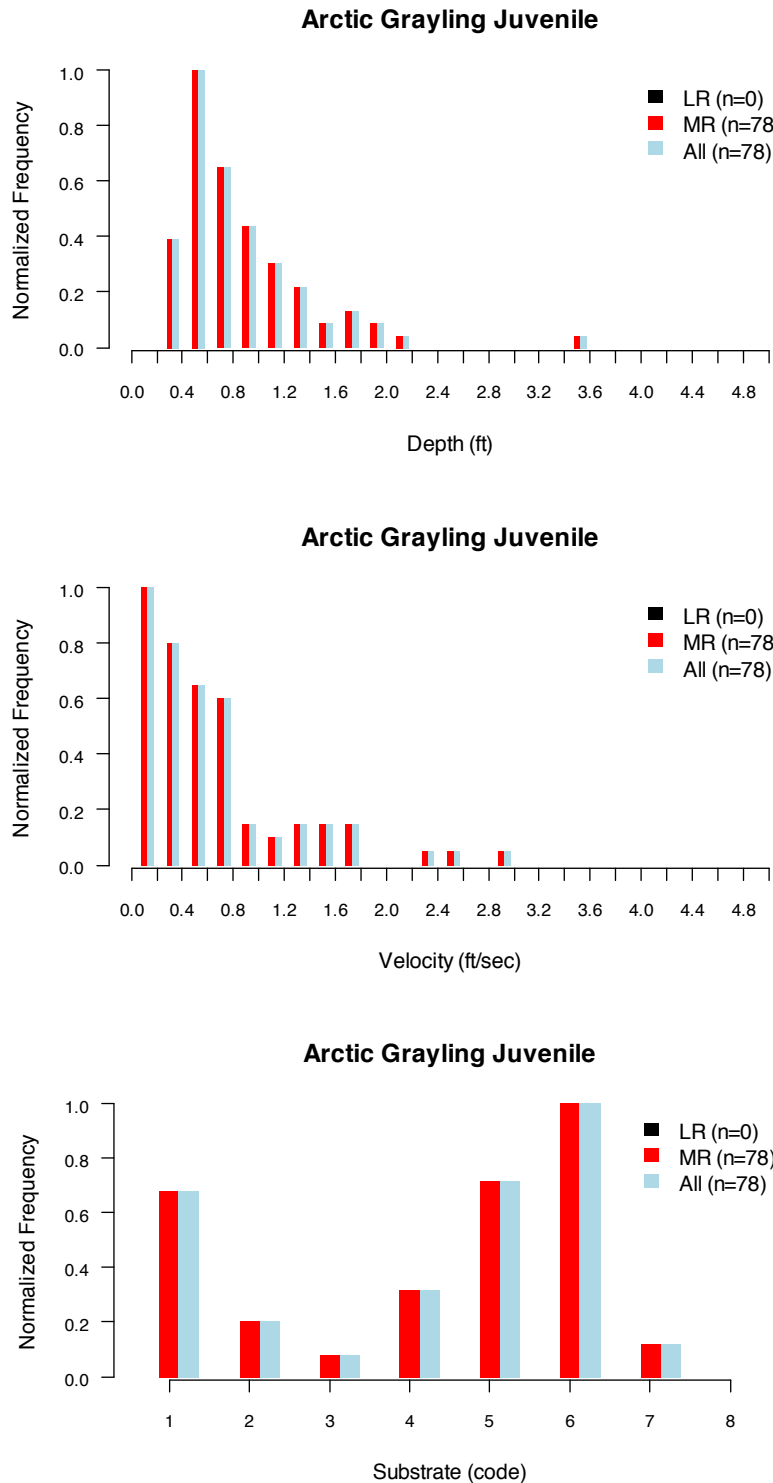 Arctic Grayling Juvenile
Normalized Frequency
1.0
0.8
0.6
0.4
0.2
0.0
LR (n=0)
MR (n=78
All (n=78)
0.0 0.4 0.8 1.2 1.6 2.0 2.4 2.8 3.2 3.6 4.0 4.4 4.8
Depth (ft)
Arctic Grayling Juvenile
Normalized Frequency
1.0
0.8
0.6
0.4
0.2
0.0
LR (n=0)
MR (n=78
All (n=78)
0.0 0.4 0.8 1.2 1.6 2.0 2.4 2.8 3.2 3.6 4.0 4.4 4.8
Velocity (ft/sec)
Arctic Grayling Juvenile
Normalized Frequency
1.0
0.8
0.6
0.4
0.2
0.0
LR (n=0)
MR (n=78)
All (n=78)
1 2 3 4 5 6 7 8
Substrate (code)